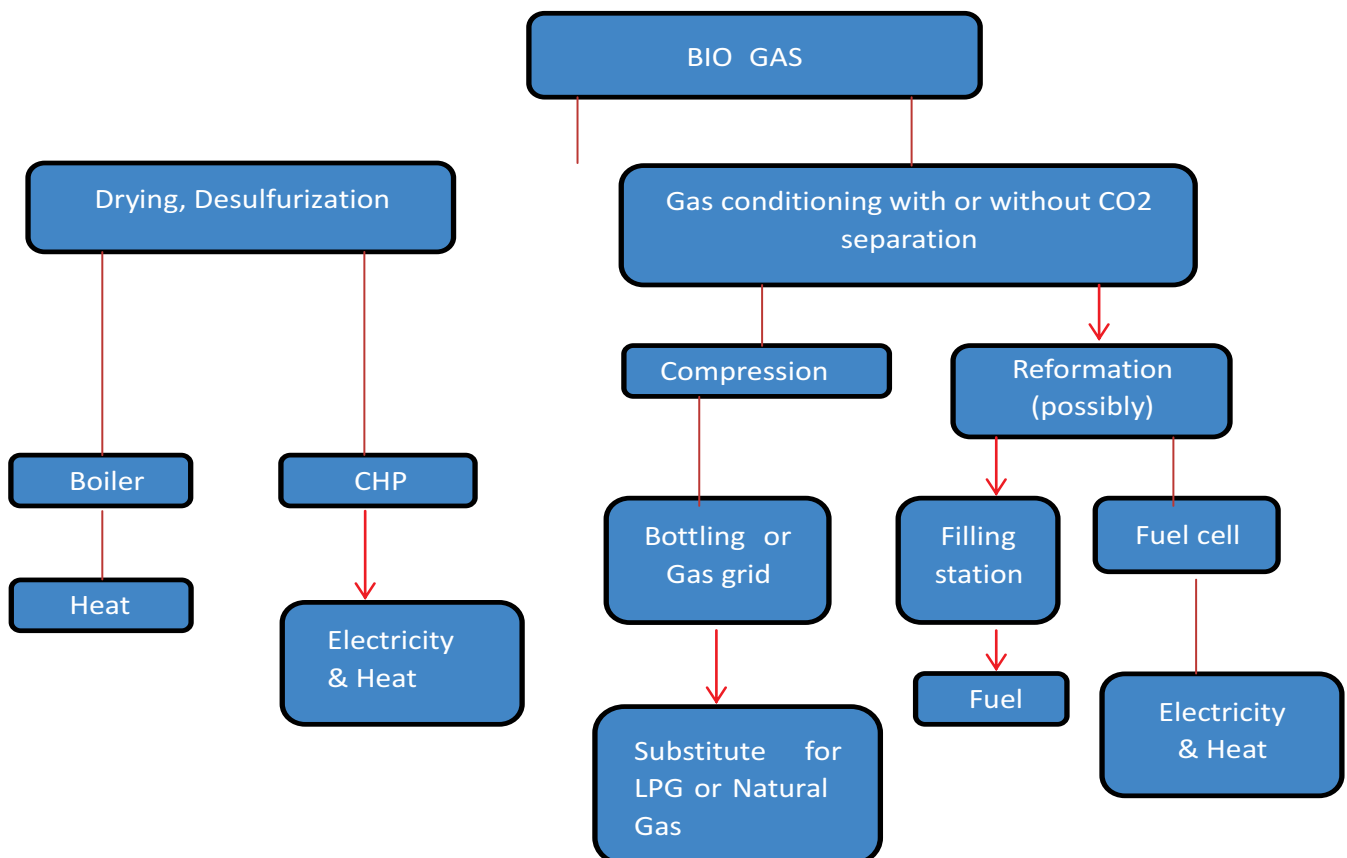 BIO GAS
Drying, Desulfurization
Gas conditioning with or without CO2
separation
Compression
Reformation
(possibly)
Boiler
CHP
Bottling or
Gas grid
Filling
station
Fuel cell
Heat
Electricity
& Heat
Fuel
Electricity
& Heat
Substitute for
LPG or Natural
Gas